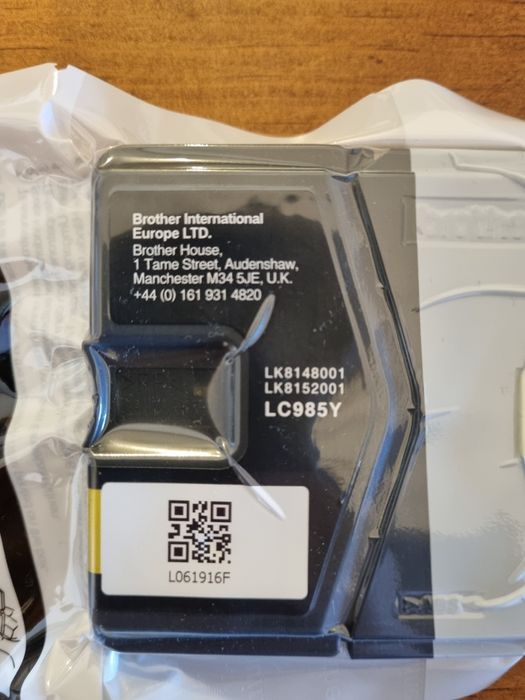 Brother International
Europe LTD.
Brother House,
1 Tame Street, Audenshaw,
Manchester M34 5JE, U.K.
+44 (0) 161 931 4820
LK8148001
LK8152001
LC985Y
L061916F